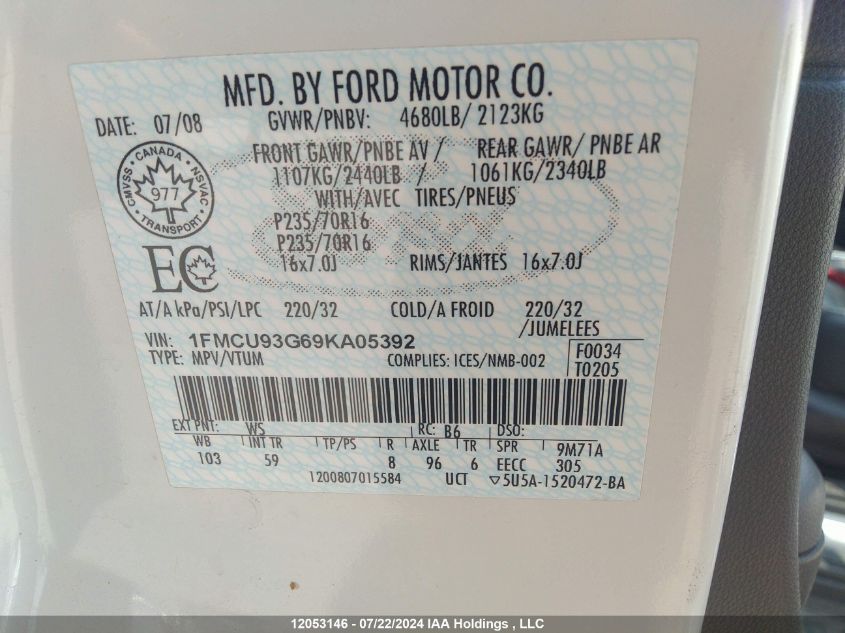 MFD. BY FORD MOTOR CO.
DATE: 07/08 GVWR/PNBV: 4680LB/ 2123KG
FRONT GAWR/PNBE AV / REAR GAWR/ PNBE AR
1107KG/2440LB / 1061KG/2340LB
WITH/AVEC TIRES/PNEUS
P235/70R16
P235/70R16
16x7.0J RIMS/JANTES 16x7.0J
CMVSS • CANADA • NSVAC
977
• TRANSPORT •
EC
AT/A kPa/PSI/LPC 220/32 COLD/A FROID 220/32
/JUMELEES
VIN: 1FMCU93G69KA05392
TYPE: MPV/VTUM COMPLIES: ICES/NMB-002
F0034
T0205
EXT PNT: WS RC: B6 DSO:
WB INT TR TP/PS R AXLE TR SPR 9M71A
103 59 8 96 6 EECC 305
1200807015584 UCT ▽5U5A-1520472-BA
12053146 - 07/22/2024 IAA Holdings , LLC